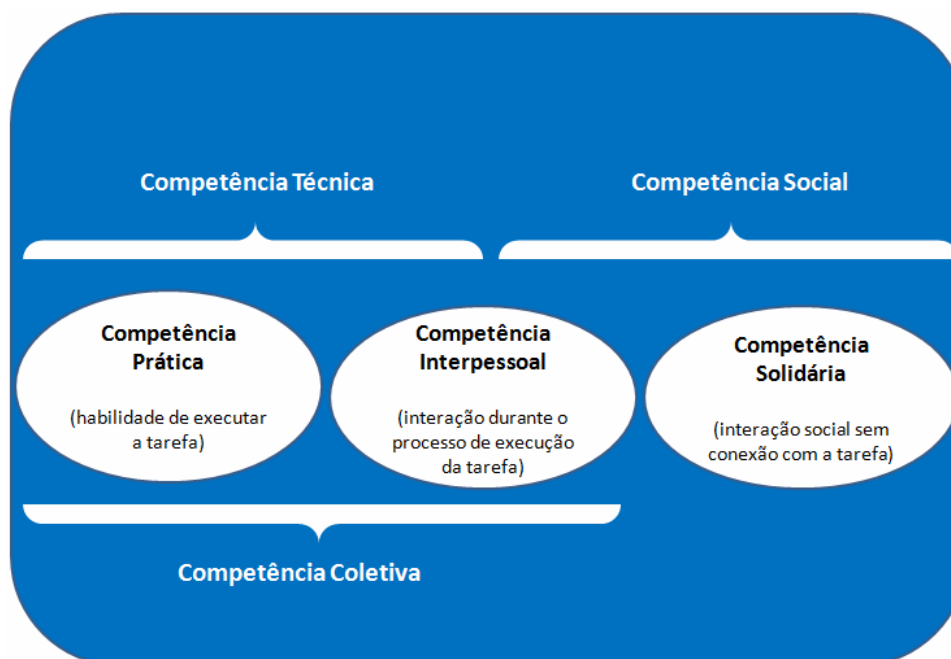 Competência Técnica
Competência Social
Competência
Prática
(habilidade de executar
a tarefa)
Competência
Interpessoal
(interação durante o
processo de execução
da tarefa)
Competência
Solidária
(interação social sem
conexão com a tarefa)
Competência Coletiva